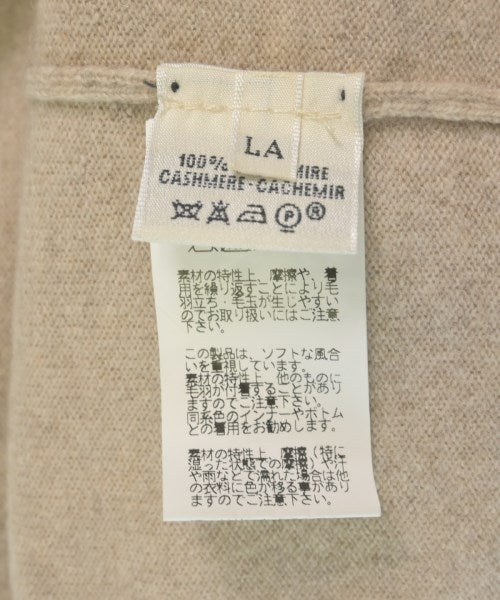 LA
100% MIRE
CASHMERE-CACHEMIR
P ®
素材の特性上、摩擦や、着
用を繰り返すことにより毛
羽立ち・毛玉が生じやすい
のでお取り扱いにはご注意
下さい。
この製品は、ソフトな風合
いを重視しています。
素材の特性上、他のものに
毛羽が付着することがあり
ますのでご注意下さい。
同系色のインナーやボトム
との着用をお勧めします。
素材の特性上、摩擦(特に
湿った状態での摩擦)や汗
や雨などで濡れた場合は他
の衣料に色が移る事があり
ますのでご注意下さい。